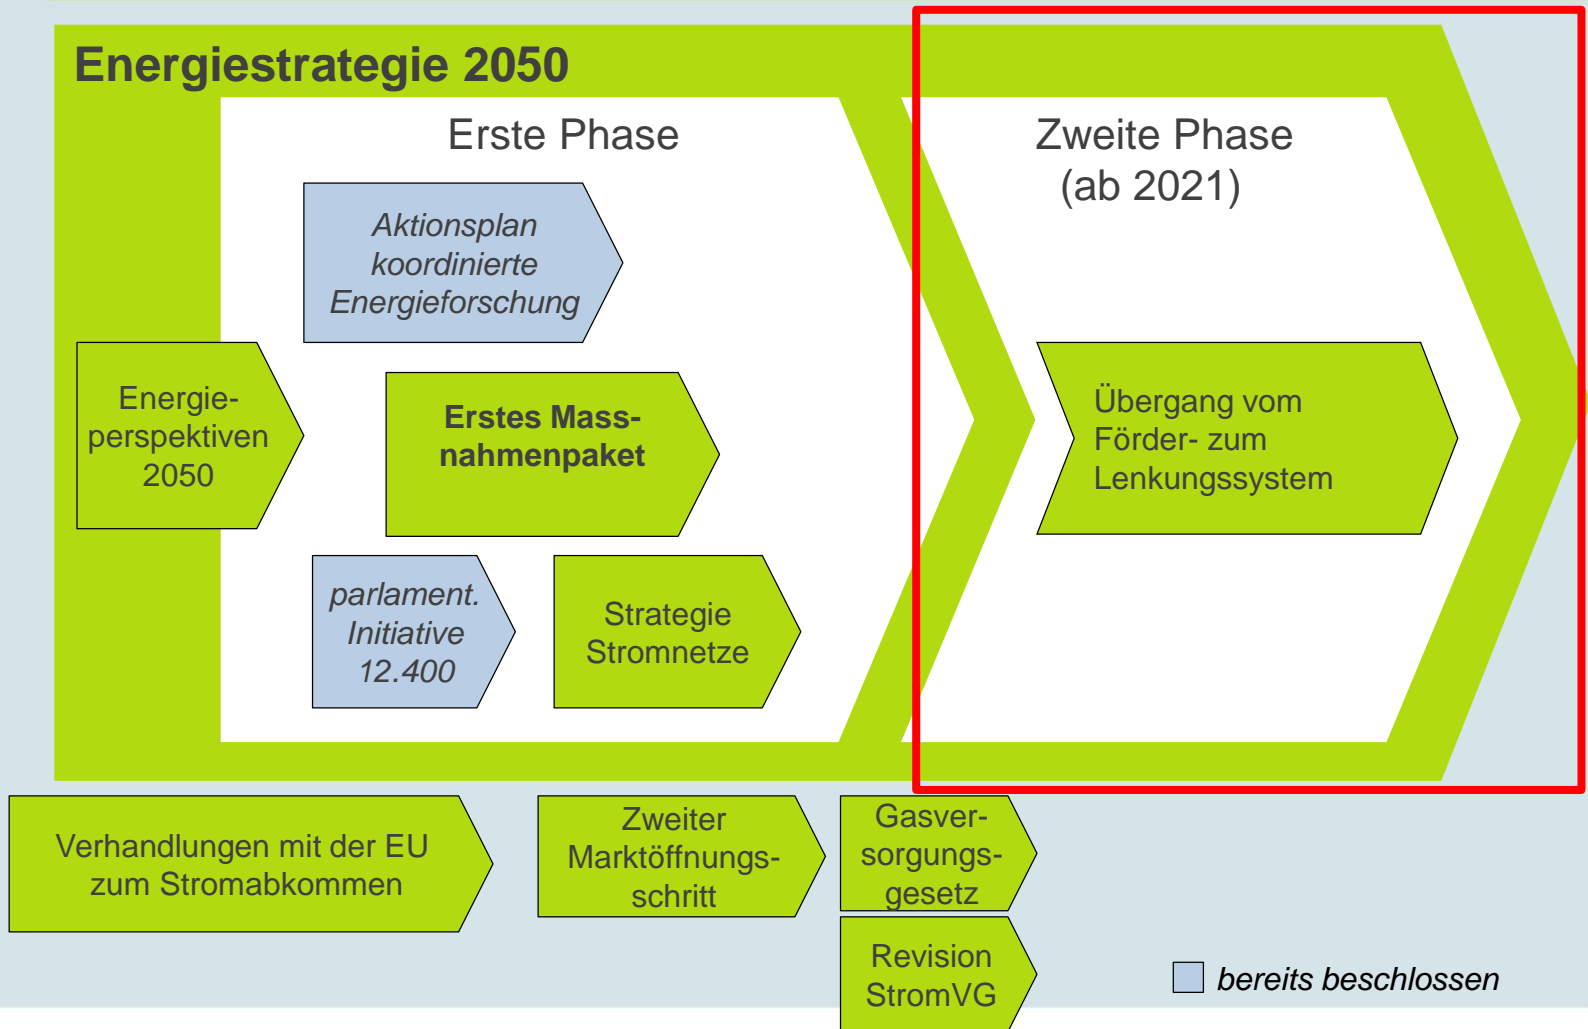 Energiestrategie 2050
Erste Phase
Zweite Phase
(ab 2021)
Aktionsplan
koordinierte
Energieforschung
Energie-
perspektiven
2050
Erstes Mass-
nahmenpaket
Übergang vom
Förder- zum
Lenkungssystem
parlament.
Initiative
12.400
Strategie
Stromnetze
Verhandlungen mit der EU
zum Stromabkommen
Zweiter
Marktöffnungs-
schritt
Gasver-
sorgungs-
gesetz
Revision
StromVG
bereits beschlossen